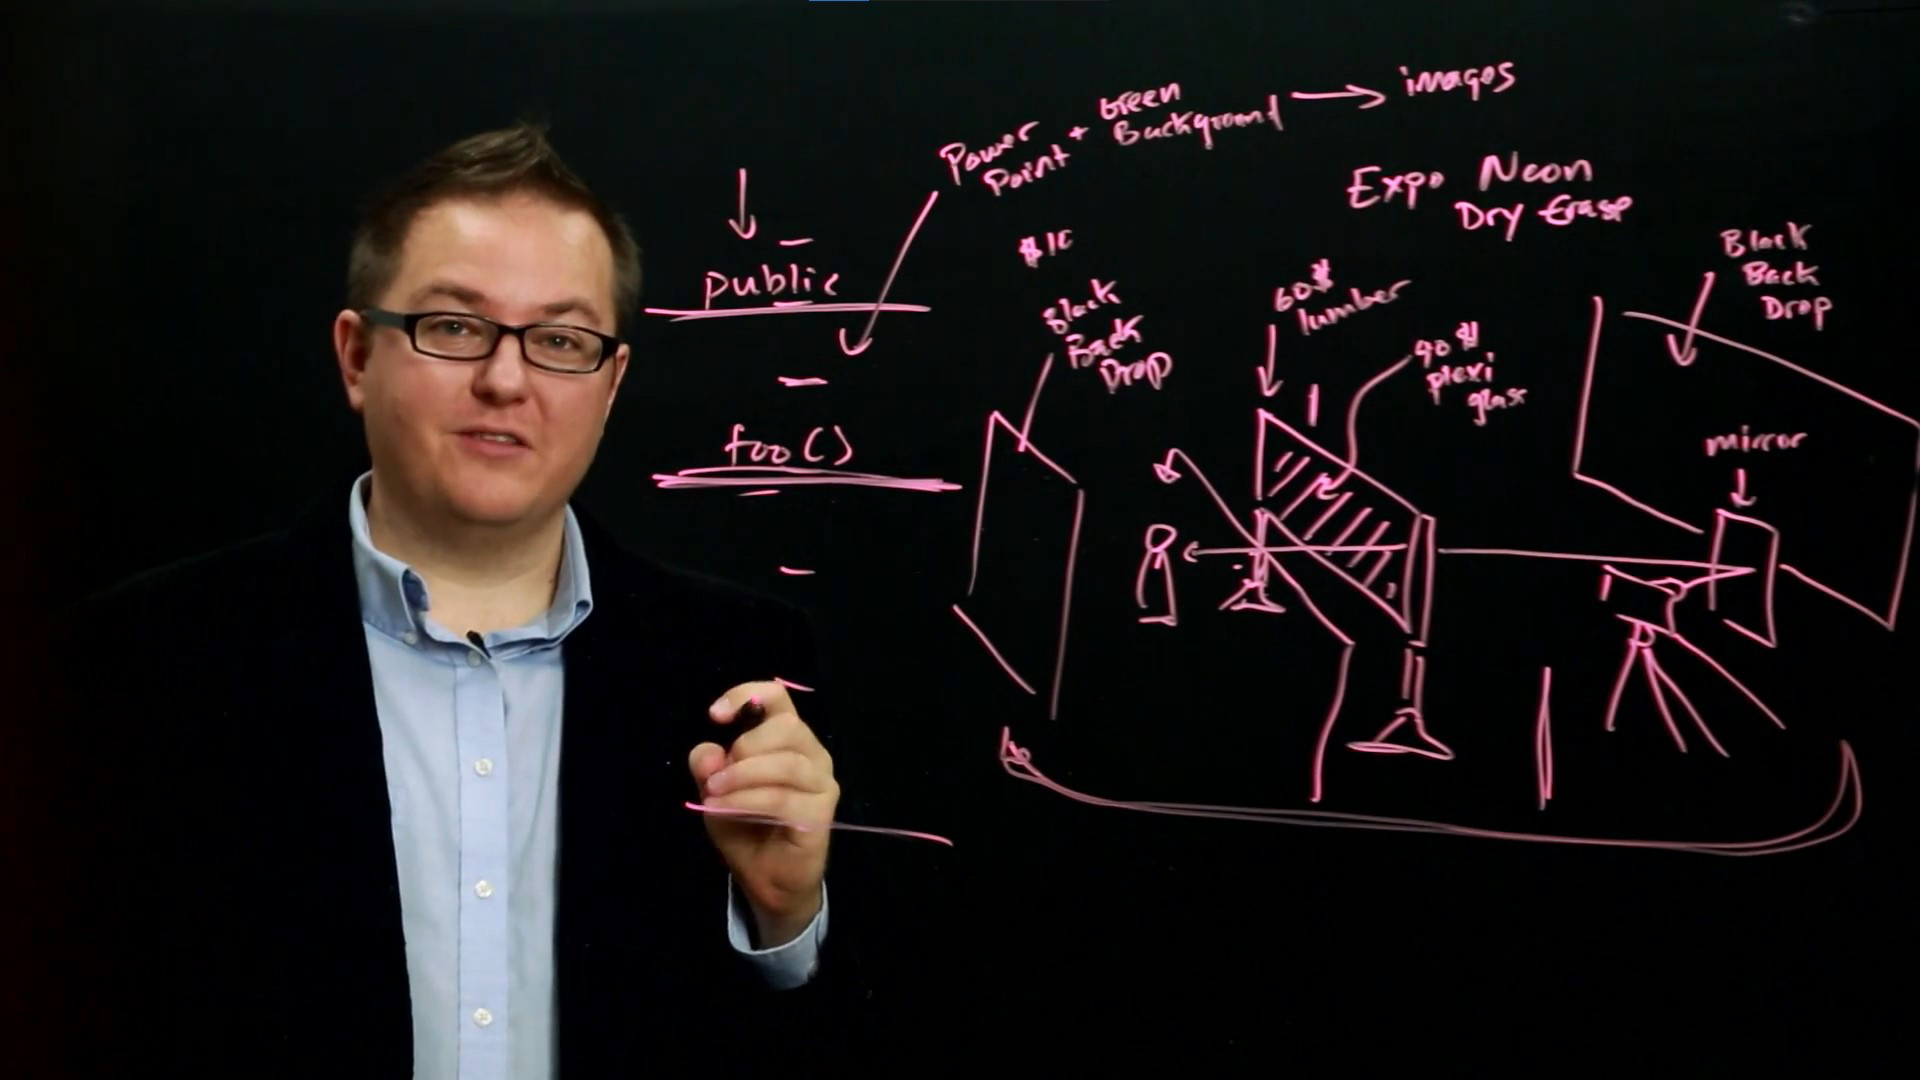 Power
Point
+
Green
Background
images
Expo Neon
Dry Erase
public
foo()
$10
Black
Back
Drop
60$
lumber
40$
plexi
glass
Black
Back
Drop
mirror